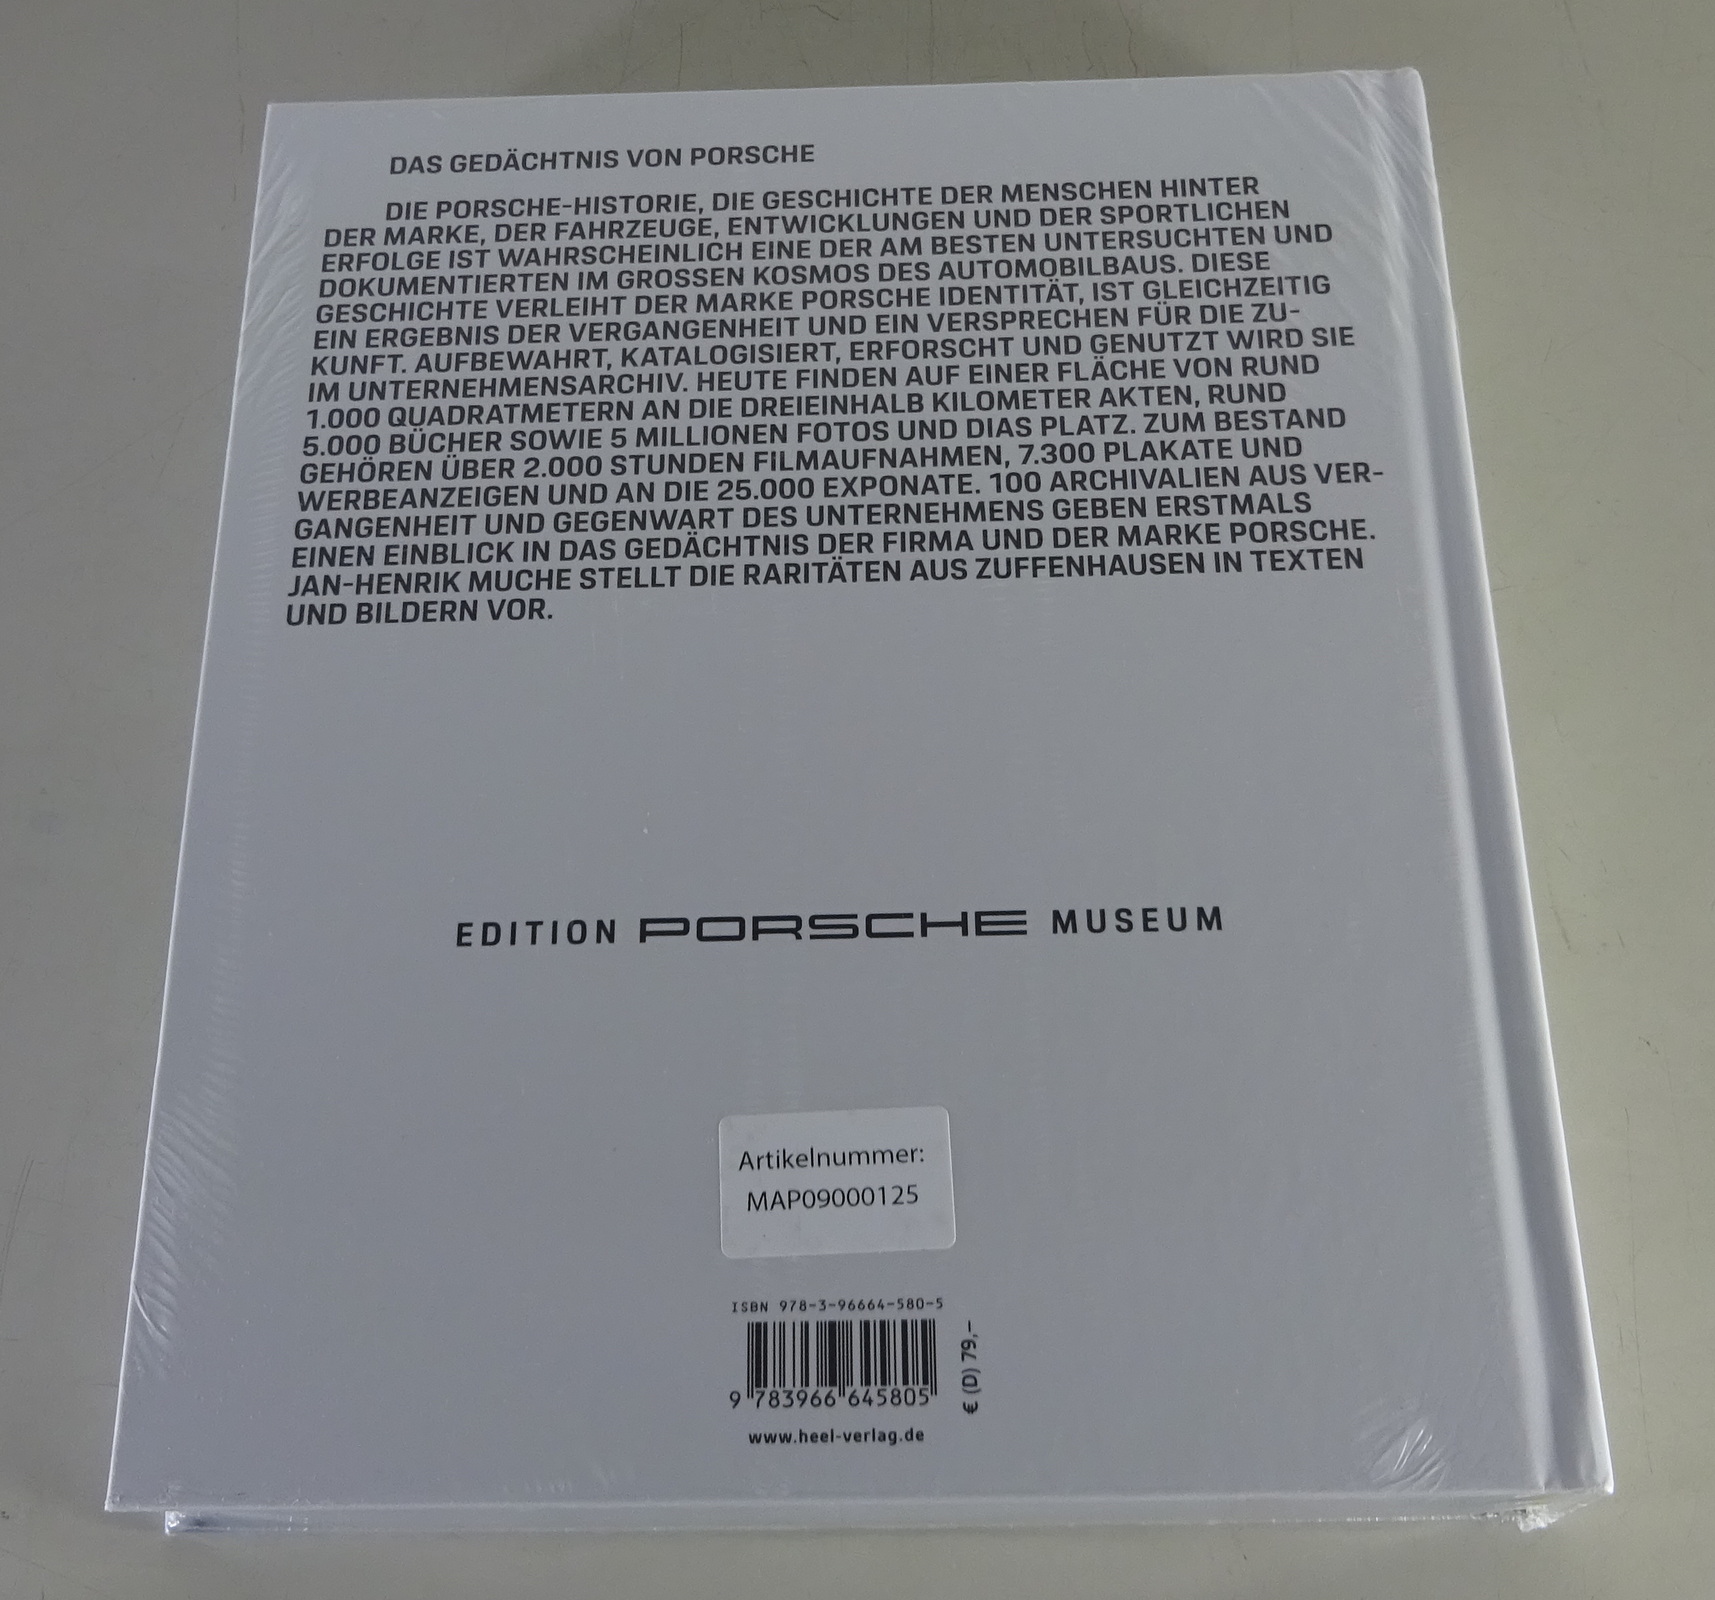 DAS GEDÄCHTNIS VON PORSCHE
DIE PORSCHE-HISTORIE, DIE GESCHICHTE DER MENSCHEN HINTER
DER MARKE, DER FAHRZEUGE, ENTWICKLUNGEN UND DER SPORTLICHEN
ERFOLGE IST WAHRSCHEINLICH EINE DER AM BESTEN UNTERSUCHTEN UND
DOKUMENTIERTEN IM GROSSEN KOSMOS DES AUTOMOBILBAUS. DIESE
GESCHICHTE VERLEIHT DER MARKE PORSCHE IDENTITÄT, IST GLEICHZEITIG
EIN ERGEBNIS DER VERGANGENHEIT UND EIN VERSPRECHEN FÜR DIE ZU-
KUNFT. AUFBEWAHRT, KATALOGISIERT, ERFORSCHT UND GENUTZT WIRD SIE
IM UNTERNEHMENSARCHIV. HEUTE FINDEN AUF EINER FLÄCHE VON RUND
1.000 QUADRATMETERN AN DIE DREIEINHALB KILOMETER AKTEN, RUND
5.000 BÜCHER SOWIE 5 MILLIONEN FOTOS UND DIAS PLATZ. ZUM BESTAND
GEHÖREN ÜBER 2.000 STUNDEN FILMAUFNAHMEN, 7.300 PLAKATE UND
WERBEANZEIGEN UND AN DIE 25.000 EXPONATE. 100 ARCHIVALIEN AUS VER-
GANGENHEIT UND GEGENWART DES UNTERNEHMENS GEBEN ERSTMALS
EINEN EINBLICK IN DAS GEDÄCHTNIS DER FIRMA UND DER MARKE PORSCHE.
JAN-HENRIK MUCHE STELLT DIE RARITÄTEN AUS ZUFFENHAUSEN IN TEXTEN
UND BILDERN VOR.
EDITION PORSCHE MUSEUM
Artikelnummer:
MAP09000125
ISBN 978-3-96664-580-5
9 783966 645805
€ (D) 79,–
www.heel-verlag.de